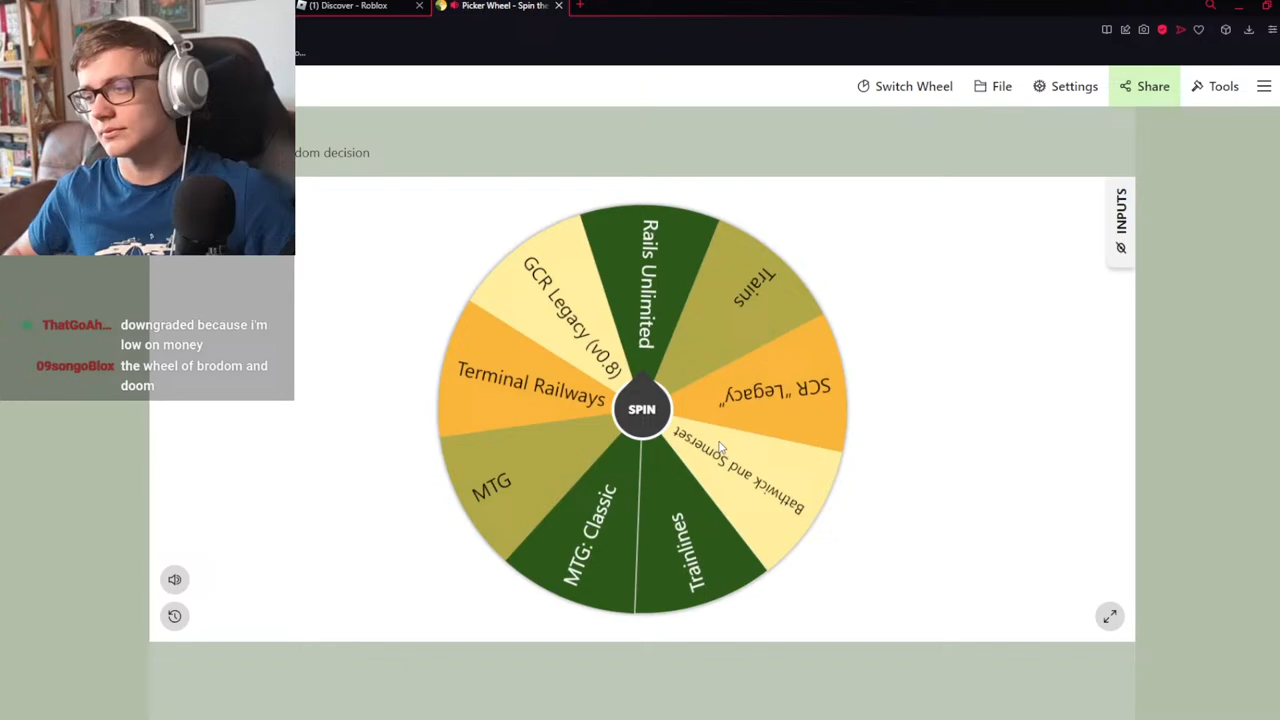 (1) Discover - Roblox
Picker Wheel - Spin the
Switch Wheel
File
Settings
Share
Tools
dom decision
INPUTS
Rails Unlimited
Trains
SCR "Legacy"
Bathwick and Somerset
Trainlines
MTG: Classic
MTG
Terminal Railways
GCR Legacy (v0.8)
SPIN
ThatGoAh... downgraded because i'm
low on money
09songoBlox the wheel of brodom and
doom